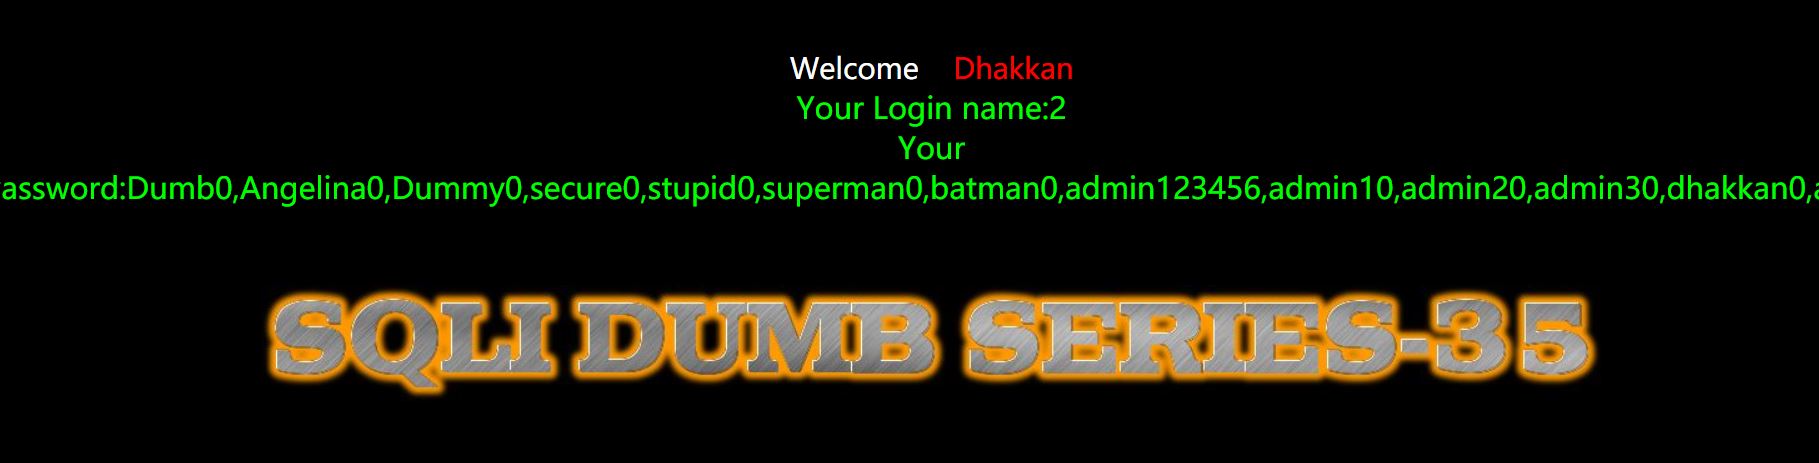 Welcome Dhakkan
Your Login name:2
Your
assword:Dumb0,Angelina0,Dummy0,secure0,stupid0,superman0,batman0,admin123456,admin10,admin20,admin30,dhakkan0,a
SQLI DUMB SERIES-35